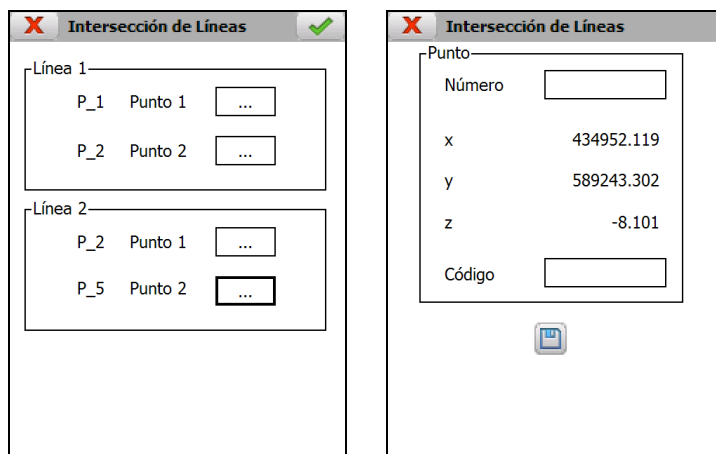 Intersección de Líneas
Línea 1
P_1 Punto 1 ...
P_2 Punto 2 ...
Línea 2
P_2 Punto 1 ...
P_5 Punto 2 ...
Intersección de Líneas
Punto
Número
x 434952.119
y 589243.302
z -8.101
Código